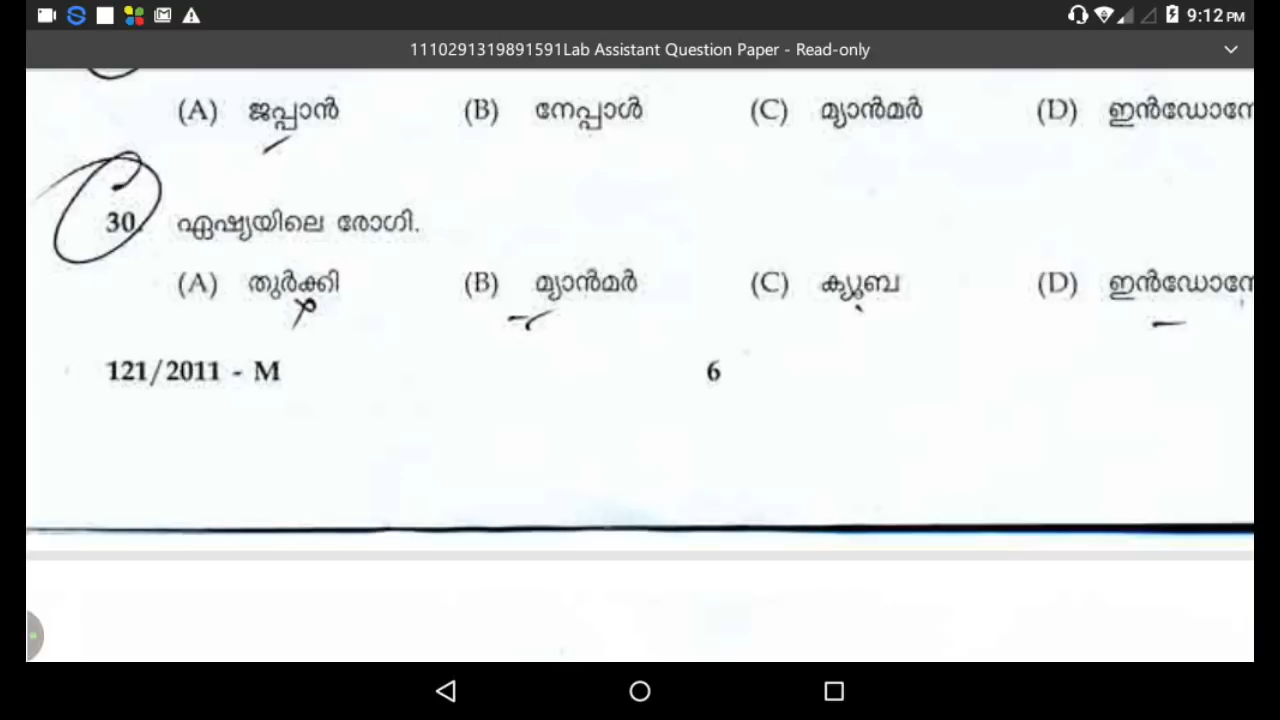 9:12 PM
1110291319891591Lab Assistant Question Paper - Read-only
(A) ജപ്പാൻ (B) നേപ്പാൾ (C) മ്യാൻമർ (D) ഇൻഡോനേ
30. ഏഷ്യയിലെ രോഗി.
(A) തുർക്കി (B) മ്യാൻമർ (C) ക്യൂബ (D) ഇൻഡോനേ
121/2011 - M 6